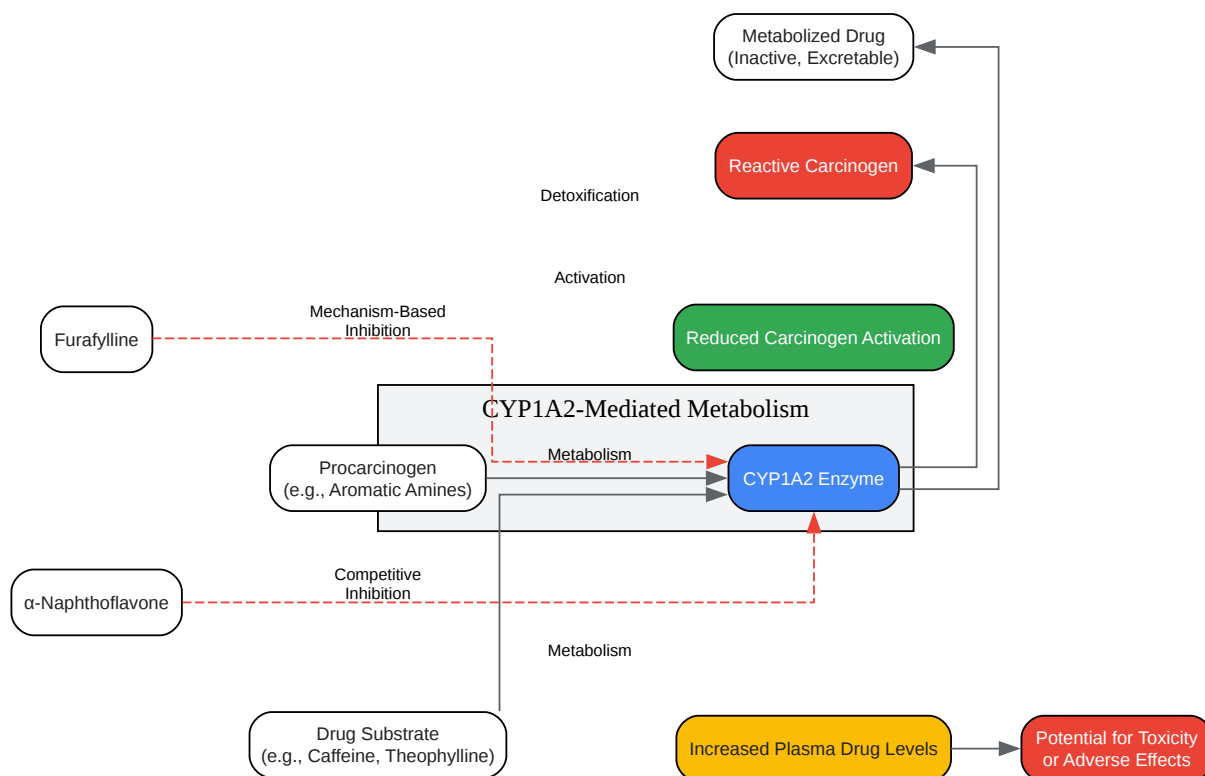 Metabolized Drug
(Inactive, Excretable)
Reactive Carcinogen
Detoxification
Activation
Mechanism-Based
Inhibition
Furafylline
Reduced Carcinogen Activation
CYP1A2-Mediated Metabolism
Metabolism
Procarcinogen
(e.g., Aromatic Amines)
CYP1A2 Enzyme
Competitive
Inhibition
α-Naphthoflavone
Metabolism
Drug Substrate
(e.g., Caffeine, Theophylline)
Increased Plasma Drug Levels
Potential for Toxicity
or Adverse Effects